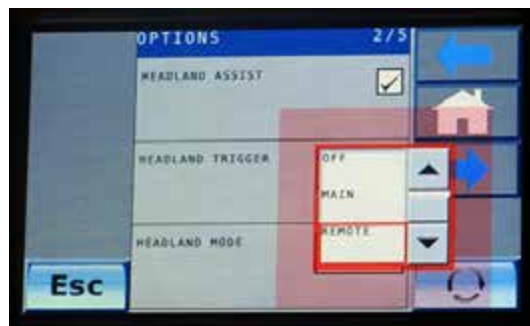 OPTIONS 2/5
HEADLAND ASSIST
HEADLAND TRIGGER
OFF
MAIN
REMOTE
HEADLAND MODE
Esc